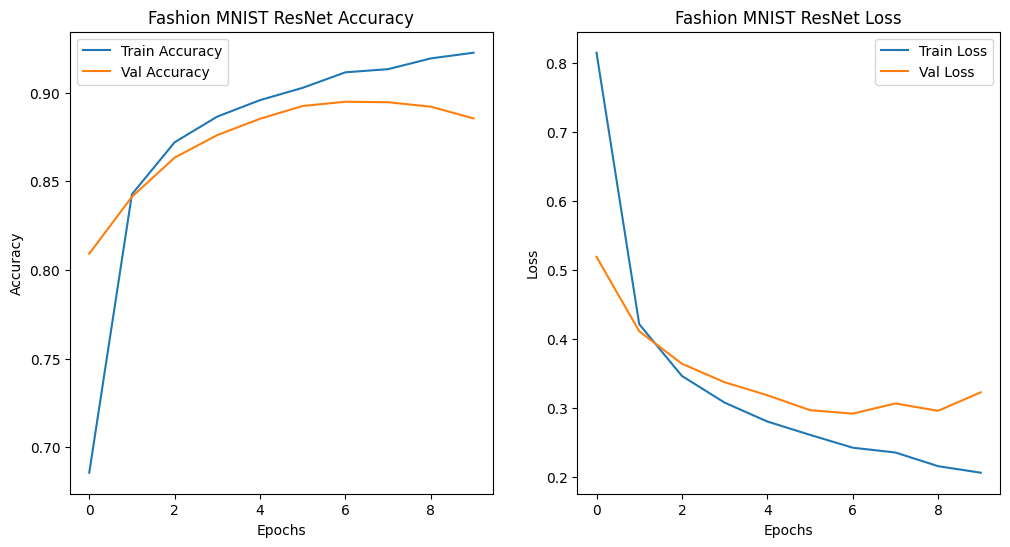 Fashion MNIST ResNet Accuracy
Train Accuracy
Val Accuracy
0.90
0.85
0.80
0.75
0.70
Accuracy
0 2 4 6 8
Epochs
Fashion MNIST ResNet Loss
Train Loss
Val Loss
0.8
0.7
0.6
0.5
0.4
0.3
0.2
Loss
0 2 4 6 8
Epochs